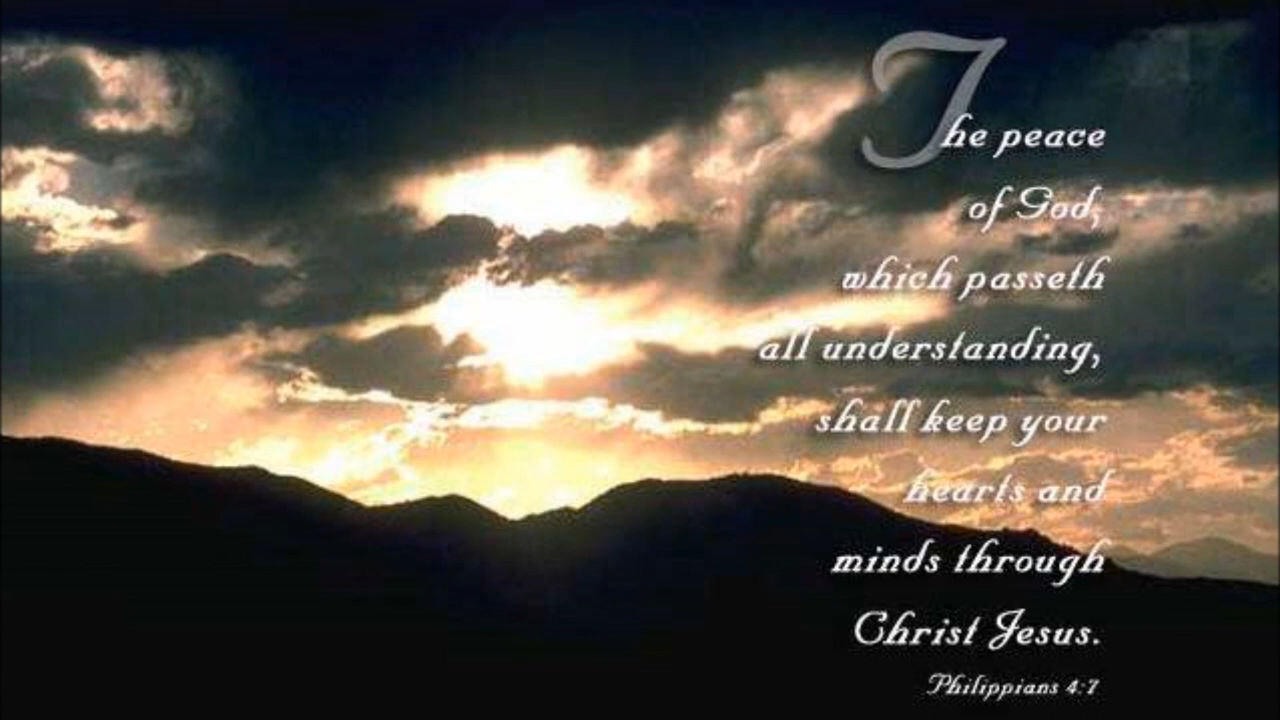 The peace
of God,
which passeth
all understanding,
shall keep your
hearts and
minds through
Christ Jesus.
Philippians 4:7